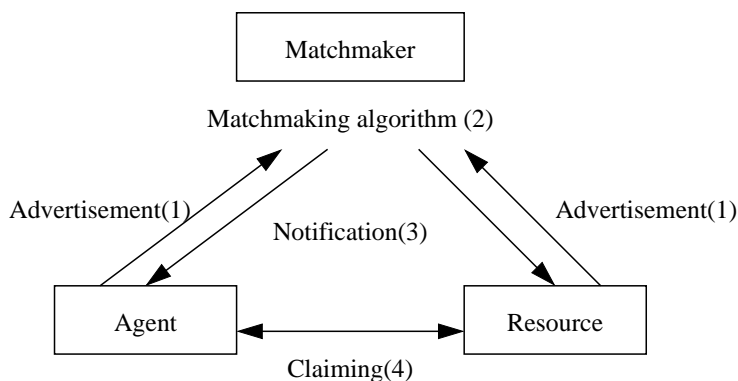 Matchmaker
Matchmaking algorithm (2)
Advertisement(1)
Advertisement(1)
Notification(3)
Agent
Resource
Claiming(4)